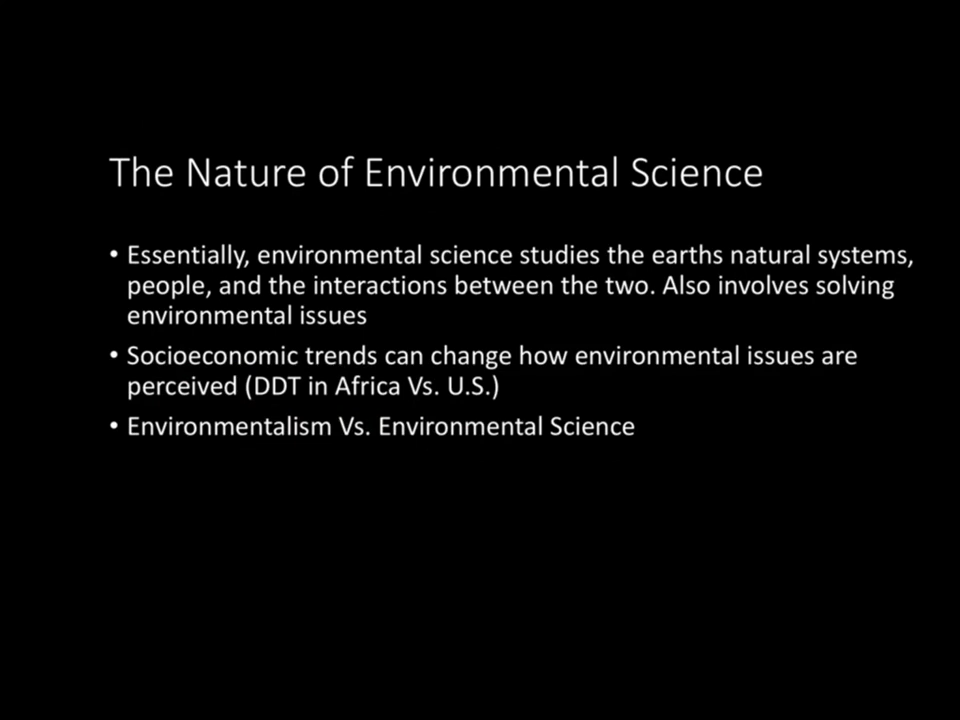 The Nature of Environmental Science
• Essentially, environmental science studies the earths natural systems,
people, and the interactions between the two. Also involves solving
environmental issues
• Socioeconomic trends can change how environmental issues are
perceived (DDT in Africa Vs. U.S.)
• Environmentalism Vs. Environmental Science